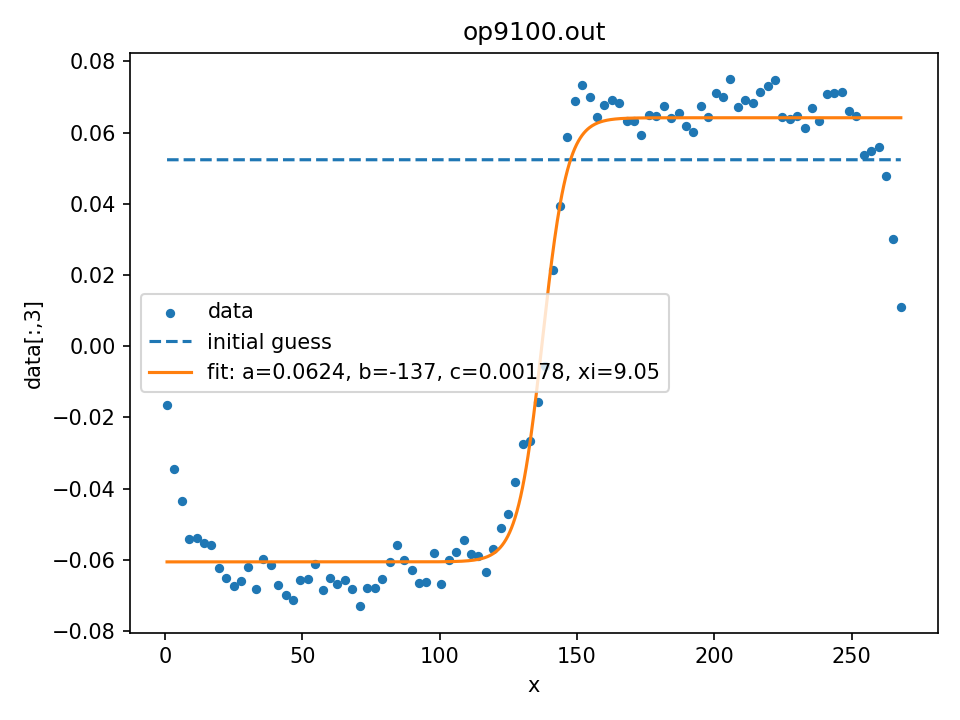 op9100.out
0.08
0.06
0.04
0.02
0.00
−0.02
−0.04
−0.06
−0.08
data[:,3]
data
initial guess
fit: a=0.0624, b=-137, c=0.00178, xi=9.05
0 50 100 150 200 250
x